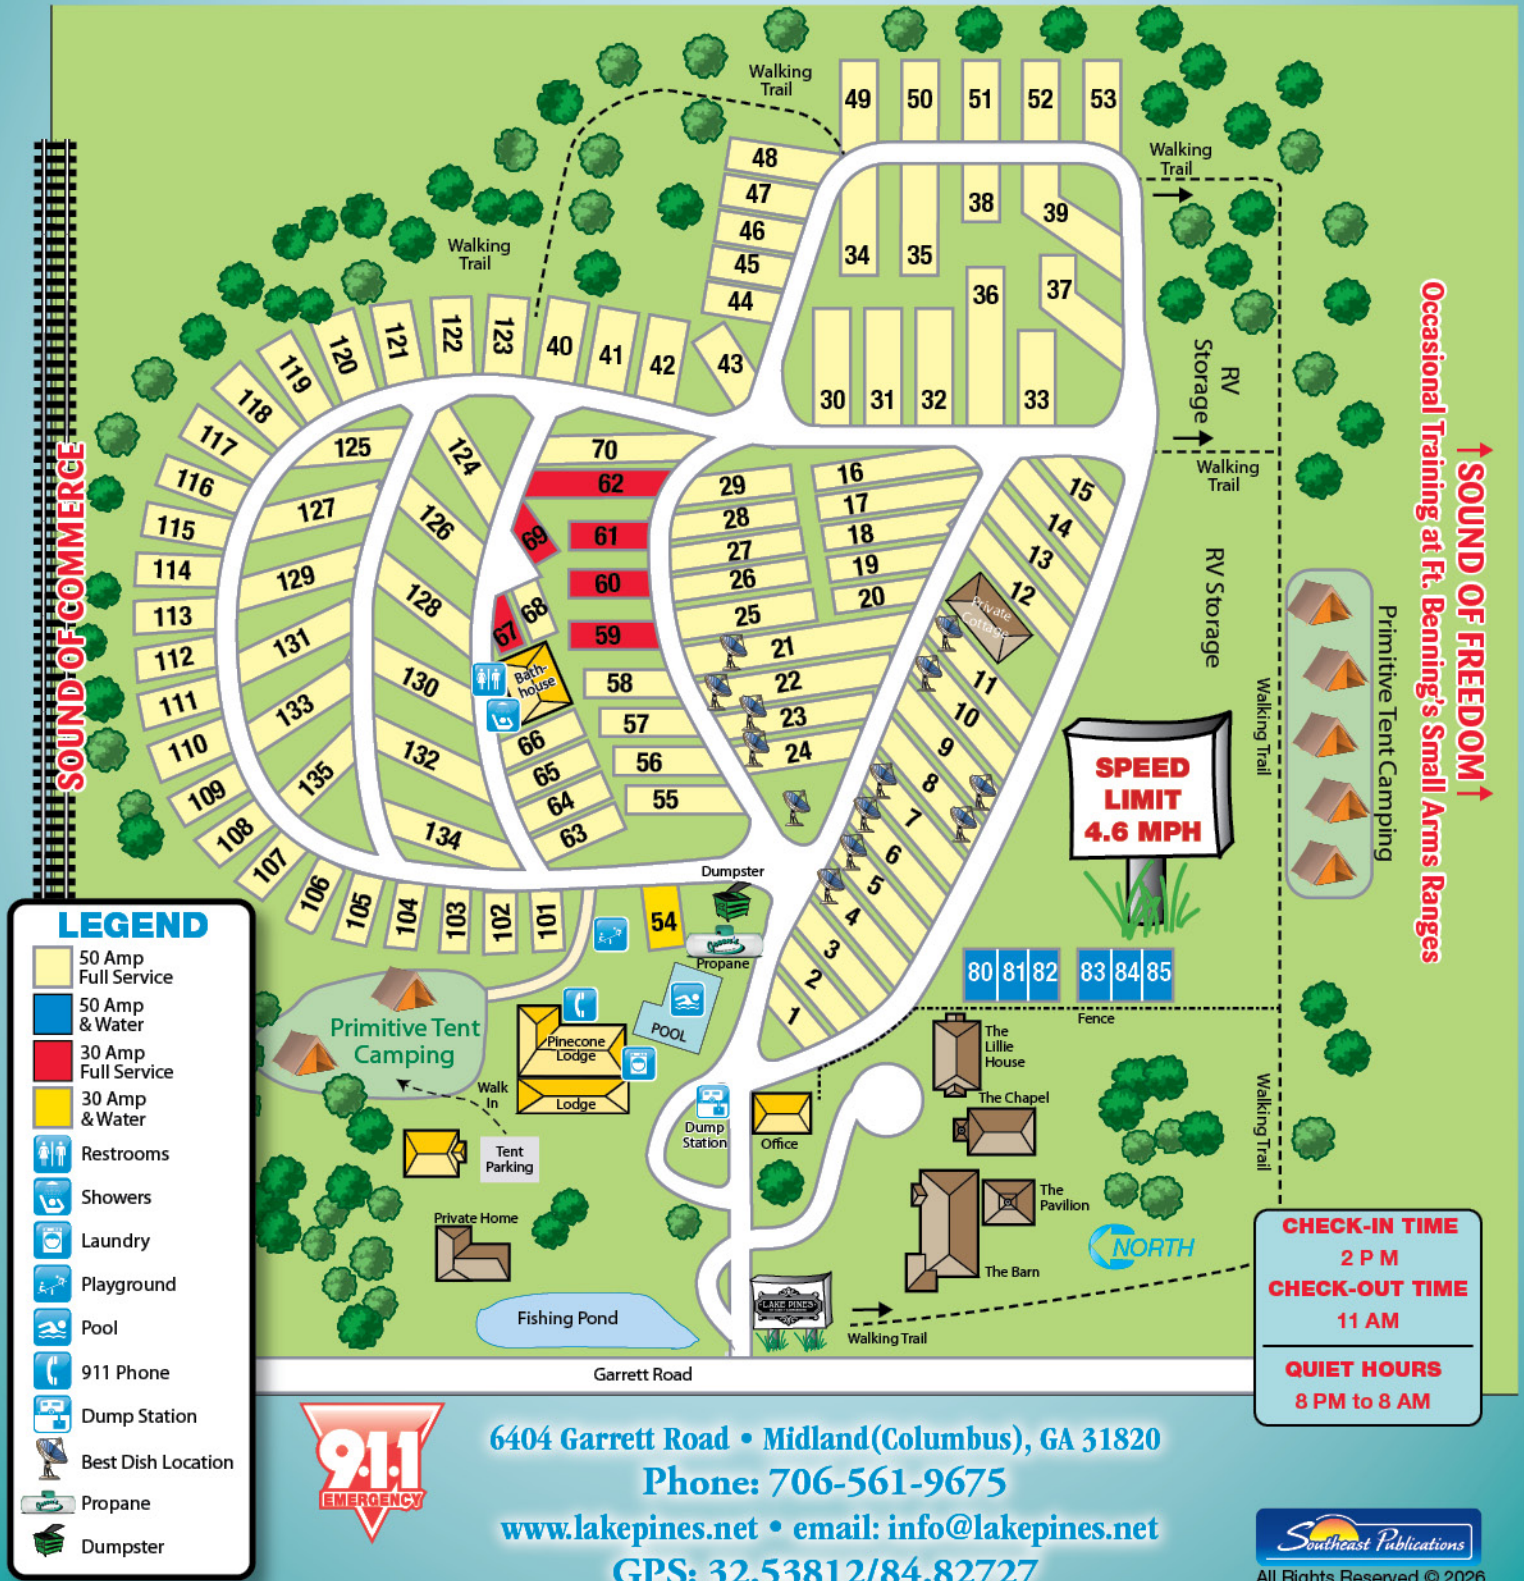 Walking
Trail
49
50
51
52
53
48
47
46
45
44
34
35
38
39
36
37
Walking
Trail
Walking
Trail
43
30
31
32
33
RV
Storage
Walking
Trail
RV Storage
119
120
121
122
123
40
41
42
118
117
116
115
114
113
112
111
110
109
108
107
106
105
104
103
102
101
125
124
127
126
129
128
131
130
133
132
135
134
70
62
69
61
60
68
67
59
Bath-
house
58
57
56
55
66
65
64
63
29
28
27
26
25
16
17
18
19
20
21
22
23
24
15
14
13
12
Private
Cottage
11
10
9
8
7
6
5
4
3
2
1
SOUND OF COMMERCE
Occasional Training at Ft. Benning's Small Arms Ranges
↑ SOUND OF FREEDOM ↑
Primitive Tent Camping
Walking Trail
SPEED
LIMIT
4.6 MPH
Dumpster
54
Propane
POOL
80
81
82
83
84
85
Fence
Primitive Tent
Camping
Pinecone
Lodge
Lodge
Walk
In
Tent
Parking
Dump
Station
Office
The
Lillie
House
The Chapel
The
Pavilion
The Barn
Walking Trail
NORTH
Private Home
Fishing Pond
LAKE PINES
Walking Trail
Garrett Road
LEGEND
50 Amp
Full Service
50 Amp
& Water
30 Amp
Full Service
30 Amp
& Water
Restrooms
Showers
Laundry
Playground
Pool
911 Phone
Dump Station
Best Dish Location
Propane
Dumpster
CHECK-IN TIME
2 P M
CHECK-OUT TIME
11 AM
QUIET HOURS
8 PM to 8 AM
9.1.1
EMERGENCY
6404 Garrett Road • Midland(Columbus), GA 31820
Phone: 706-561-9675
www.lakepines.net • email: info@lakepines.net
GPS: 32.53812/84.82727
Southeast Publications
All Rights Reserved © 2026